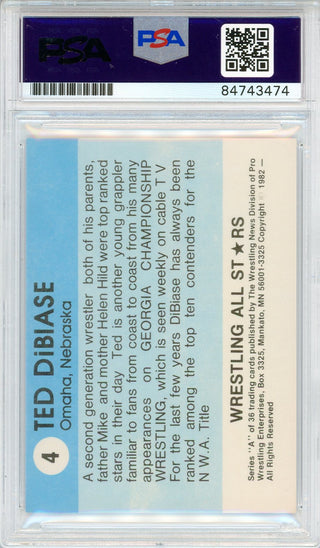 PSA
PSA
84743474
4
TED DiBIASE
Omaha, Nebraska
A second generation wrestler both of his parents,
father Mike and mother Helen Hild were top ranked
stars in their day Ted is another young grappler
familiar to fans from coast to coast from his many
appearances on GEORGIA CHAMPIONSHIP
WRESTLING, which is seen weekly on cable T V
For the last few years DiBiase has always been
ranked among the top ten contenders for the
N W.A. Title
WRESTLING ALL ST★RS
Series "A" of 36 trading cards published by The Wrestling News Division of Pro
Wrestling Enterprises, Box 3325, Mankato, MN 56001-3325 Copyright © 1982 —
All Rights Reserved